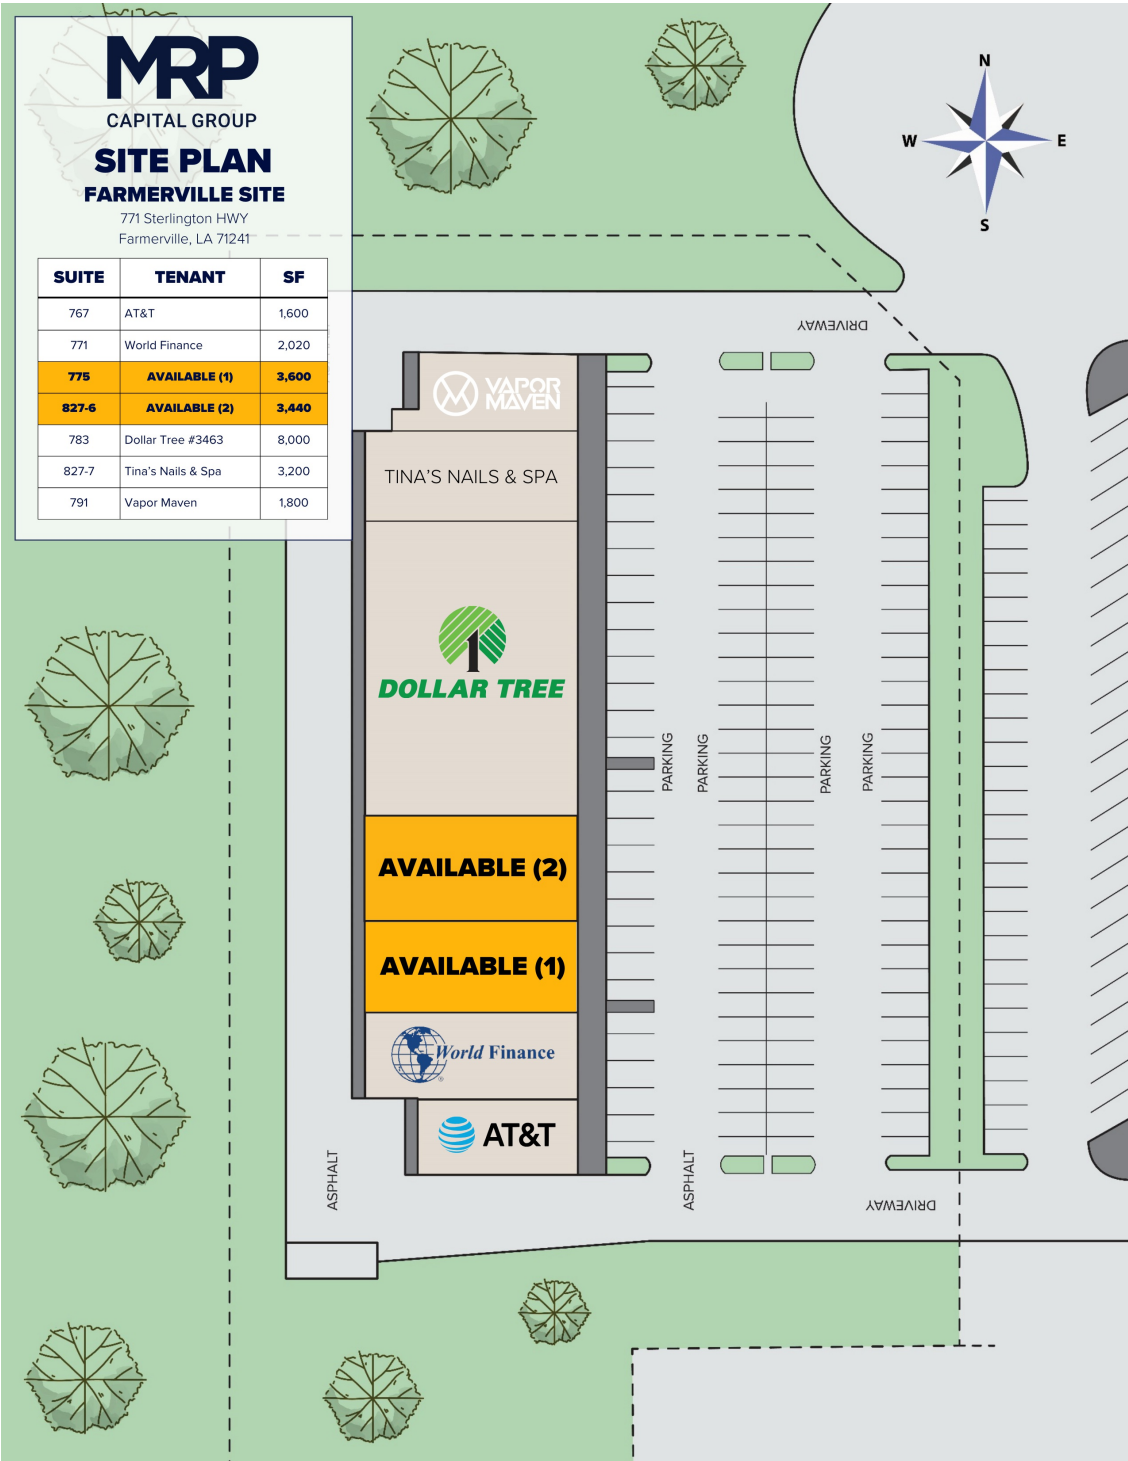 MRP
CAPITAL GROUP
SITE PLAN
FARMERVILLE SITE
771 Sterlington HWY
Farmerville, LA 71241
SUITE TENANT SF
767 AT&T 1,600
771 World Finance 2,020
775 AVAILABLE (1) 3,600
827-6 AVAILABLE (2) 3,440
783 Dollar Tree #3463 8,000
827-7 Tina's Nails & Spa 3,200
791 Vapor Maven 1,800
N
W E
S
DRIVEWAY
VAPOR
MAVEN
TINA'S NAILS & SPA
1
DOLLAR TREE
PARKING
PARKING
PARKING
PARKING
AVAILABLE (2)
AVAILABLE (1)
World Finance
®
AT&T
ASPHALT
ASPHALT
DRIVEWAY